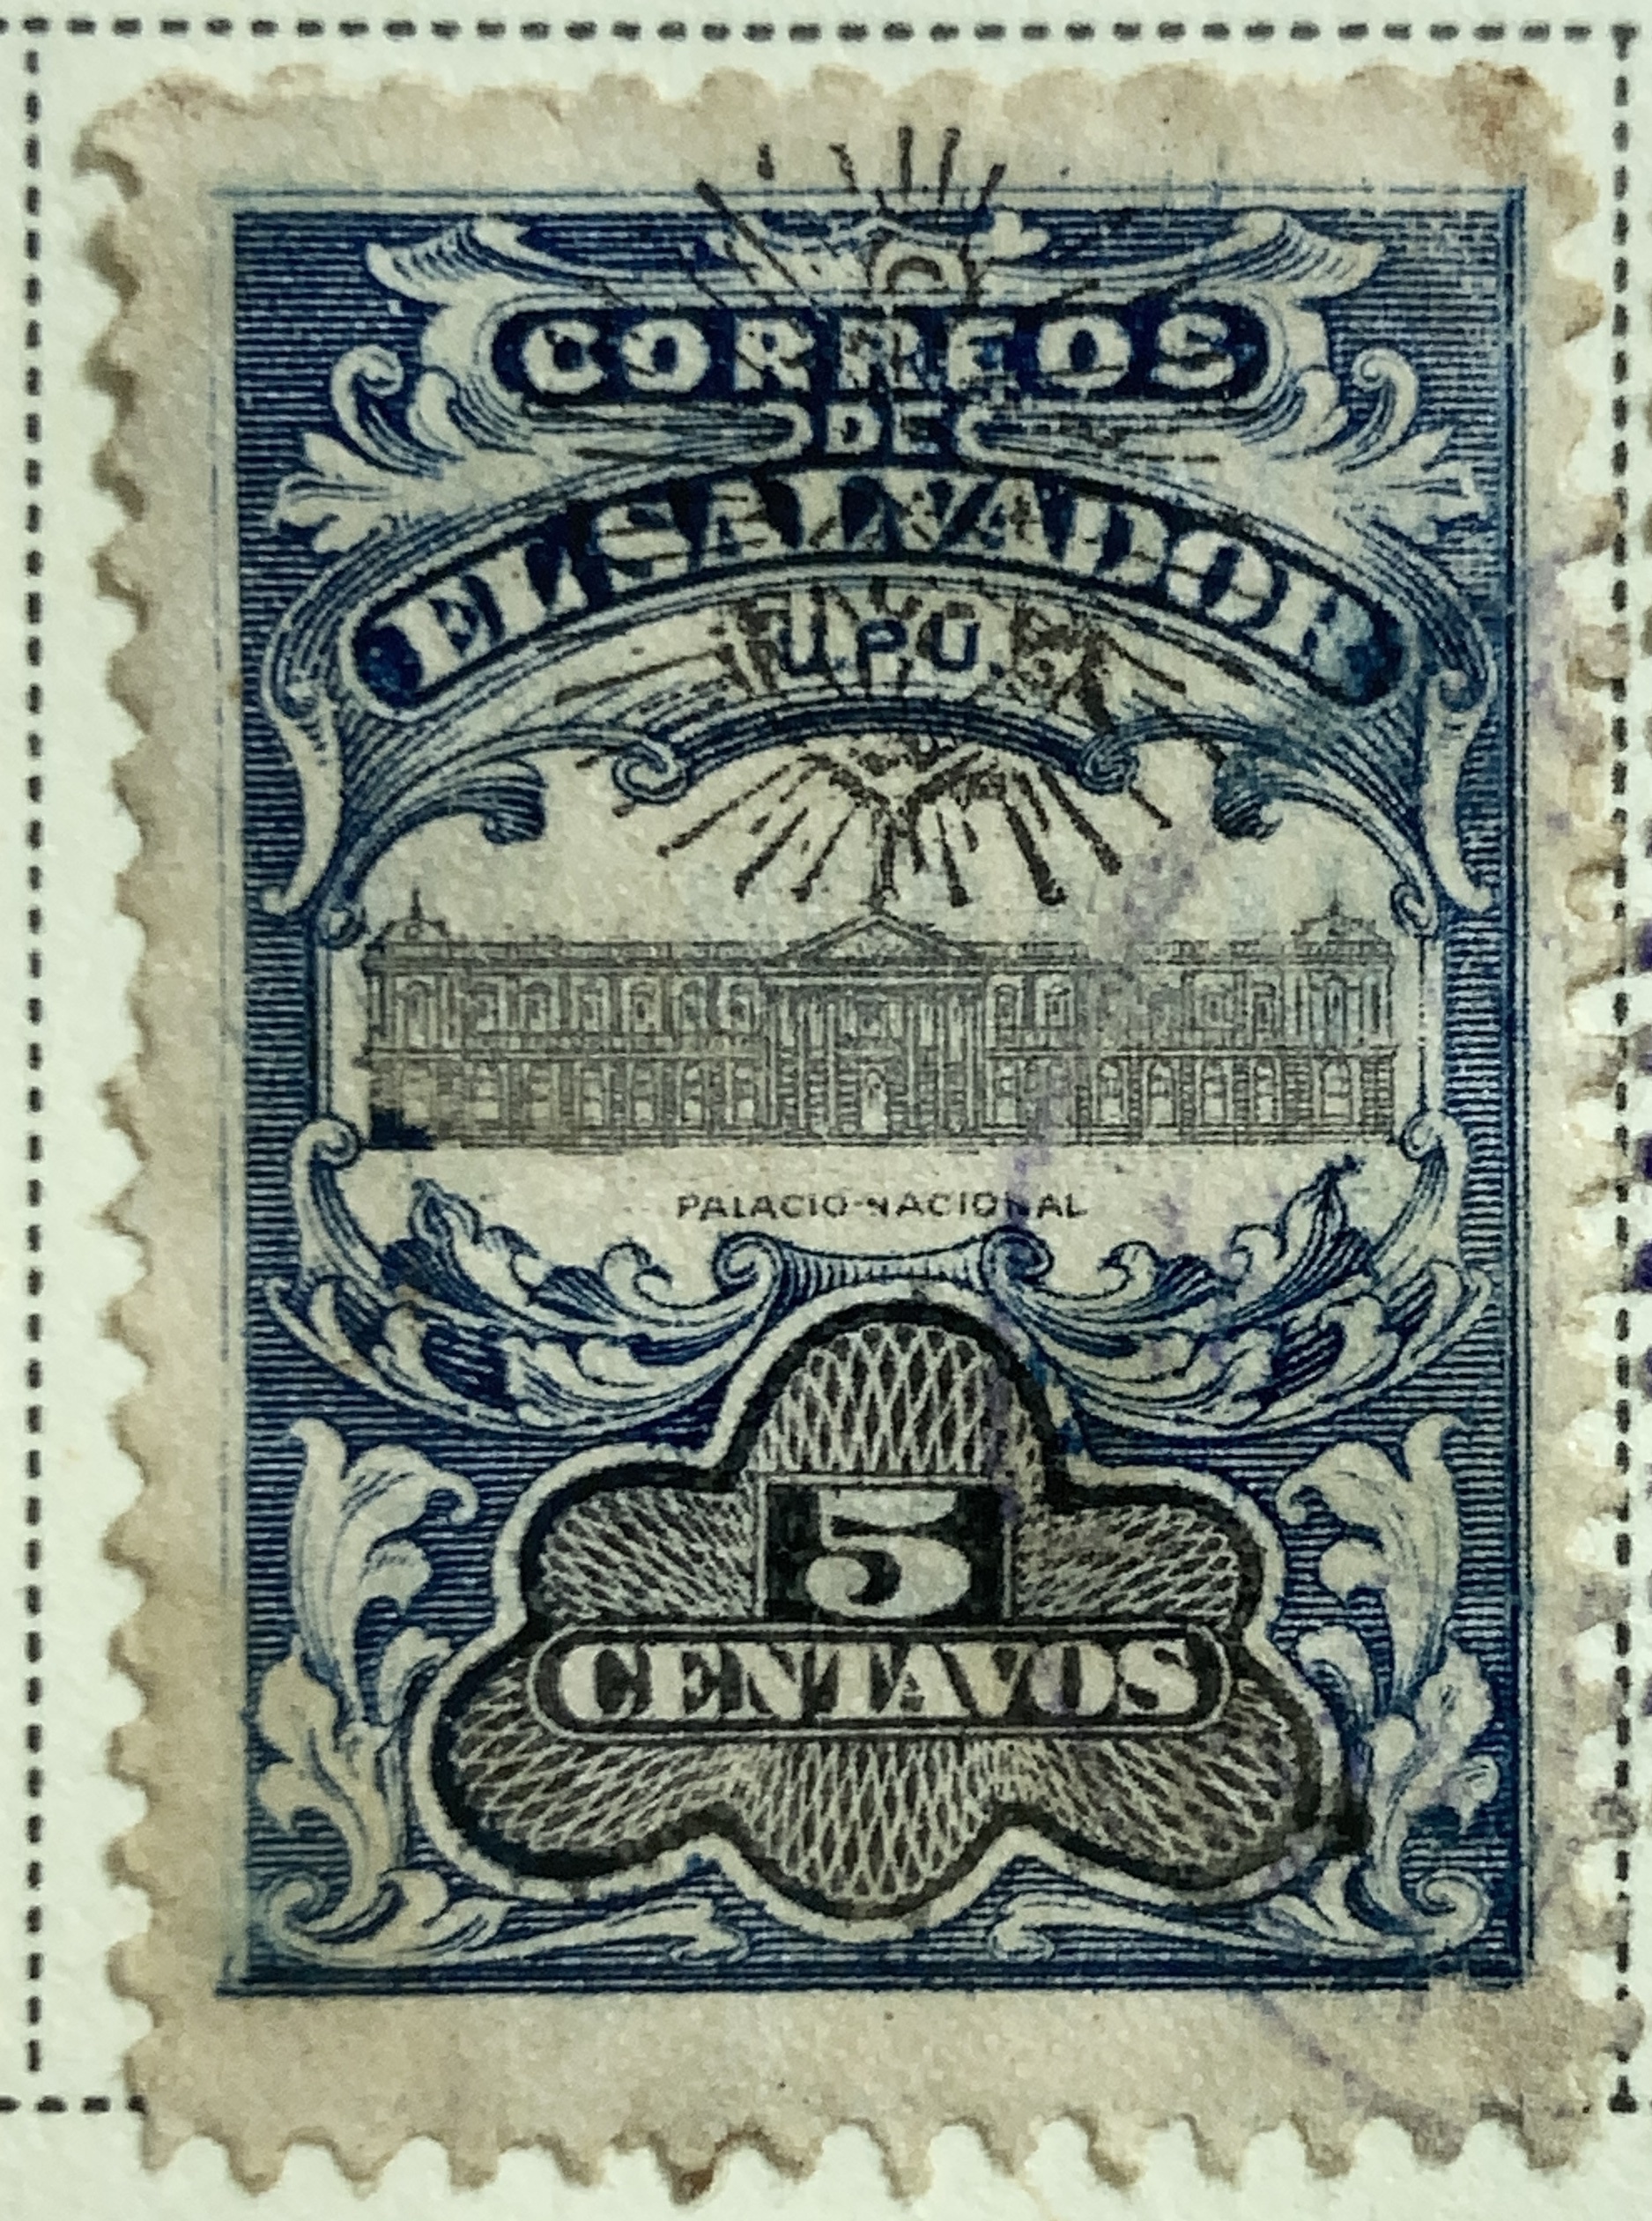 CORREOS
DE
EL SALVADOR
U.P.U.
PALACIO-NACIONAL
5
CENTAVOS